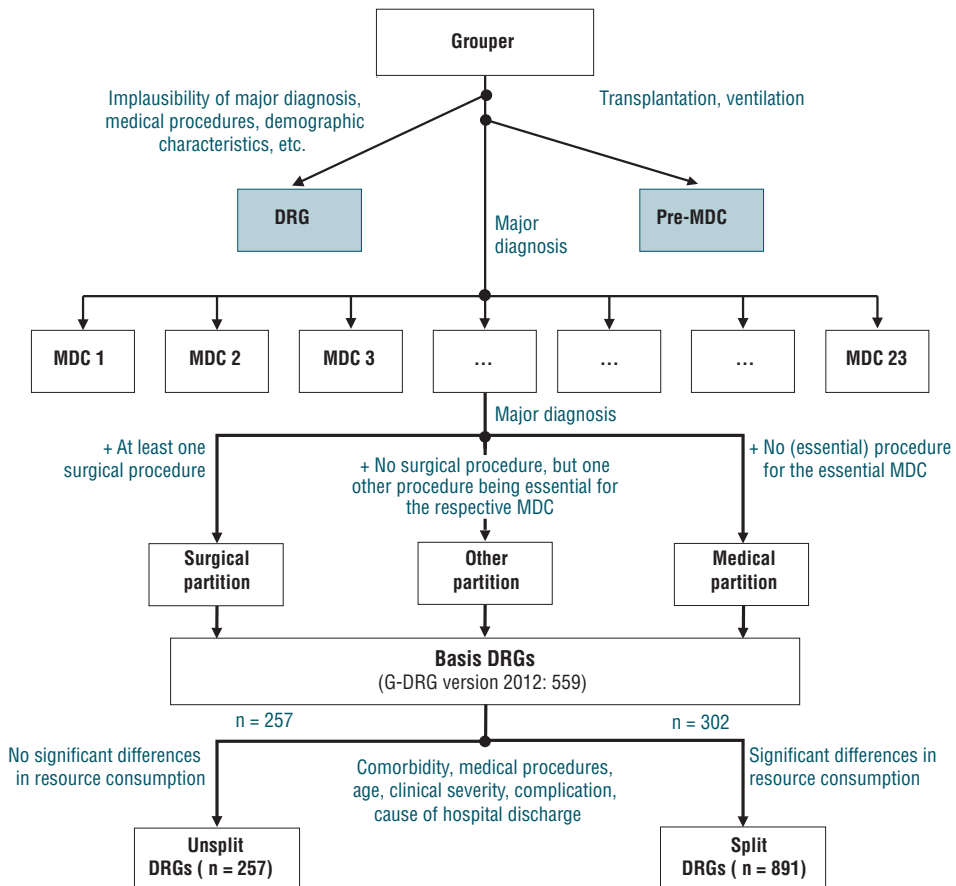 Grouper
Implausibility of major diagnosis,
medical procedures, demographic
characteristics, etc.
Transplantation, ventilation
DRG
Pre-MDC
Major
diagnosis
MDC 1
MDC 2
MDC 3
...
...
...
MDC 23
Major diagnosis
+ At least one
surgical procedure
+ No surgical procedure, but one
other procedure being essential for
the respective MDC
+ No (essential) procedure
for the essential MDC
Surgical
partition
Other
partition
Medical
partition
Basis DRGs
(G-DRG version 2012: 559)
n = 257
n = 302
No significant differences
in resource consumption
Comorbidity, medical procedures,
age, clinical severity, complication,
cause of hospital discharge
Significant differences in
resource consumption
Unsplit
DRGs ( n = 257)
Split
DRGs ( n = 891)